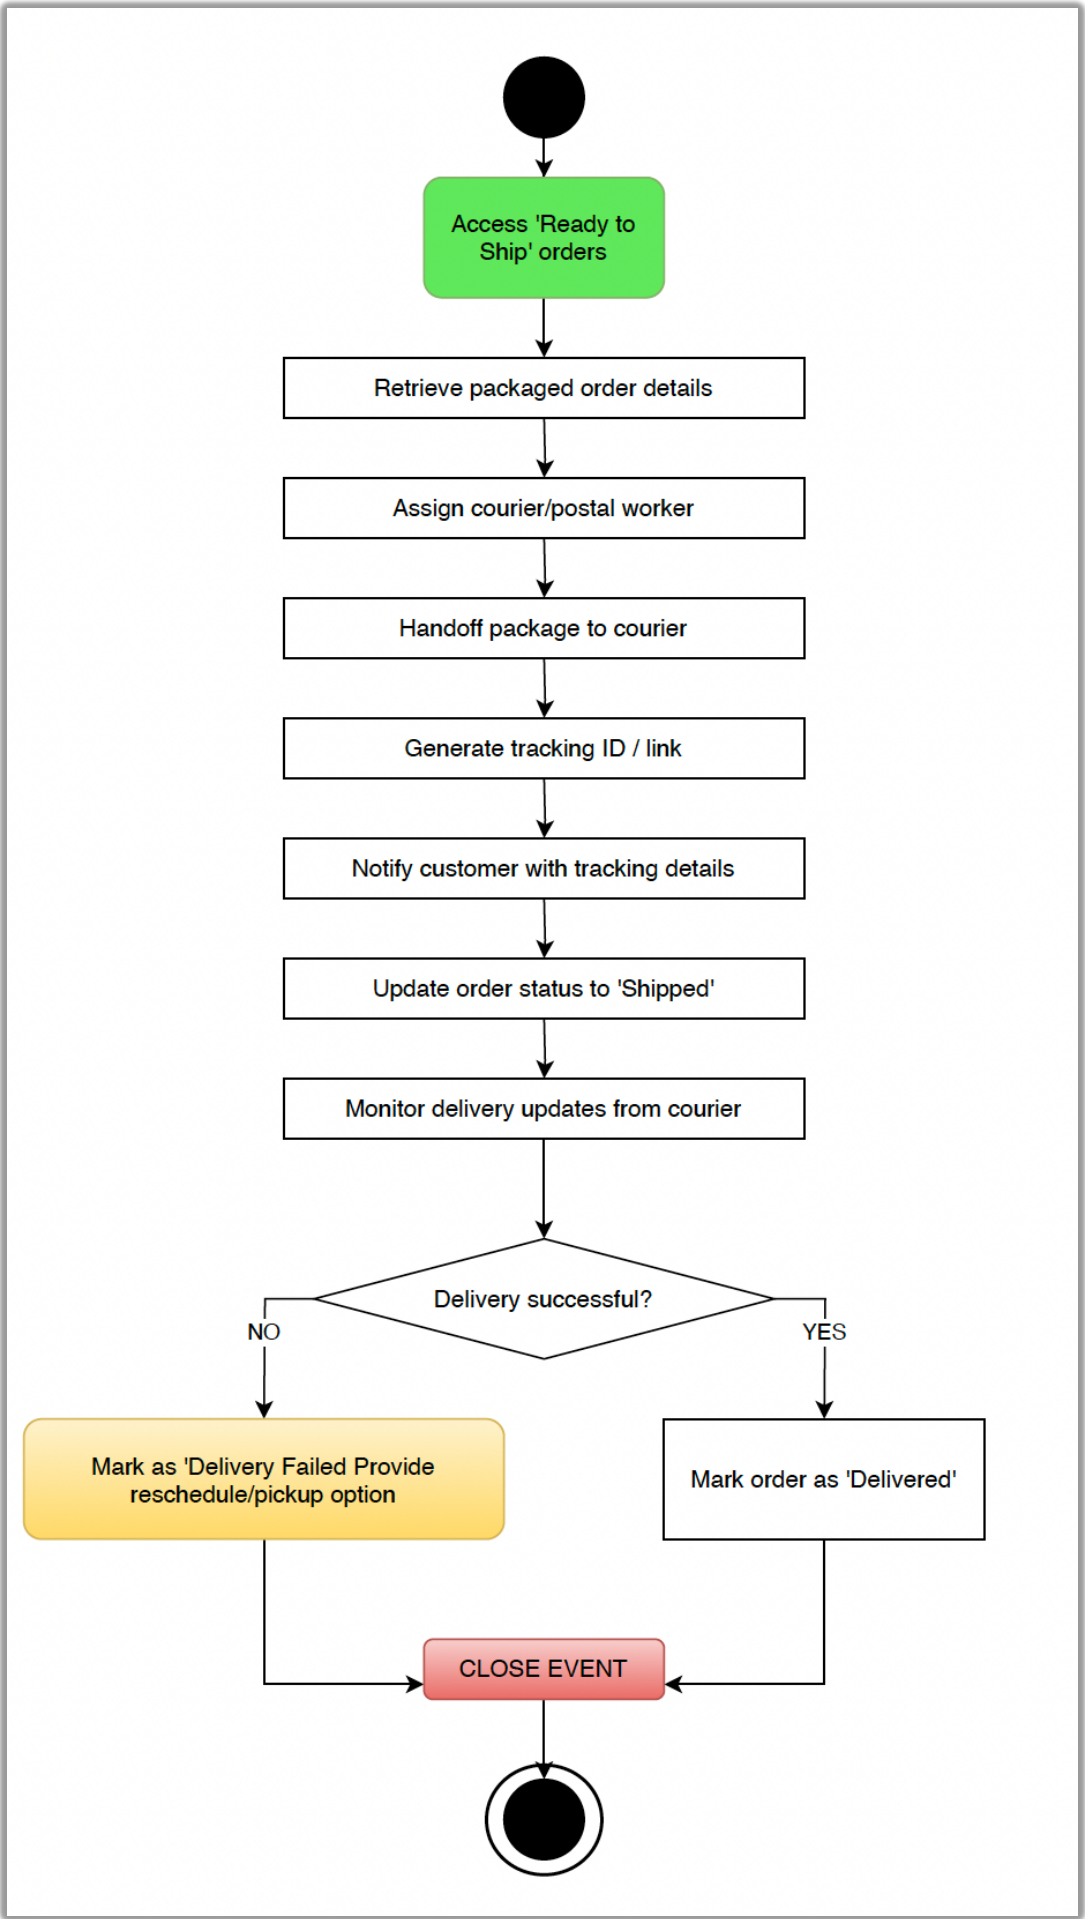 Access 'Ready to
Ship' orders
Retrieve packaged order details
Assign courier/postal worker
Handoff package to courier
Generate tracking ID / link
Notify customer with tracking details
Update order status to 'Shipped'
Monitor delivery updates from courier
Delivery successful?
NO
YES
Mark as 'Delivery Failed Provide
reschedule/pickup option
Mark order as 'Delivered'
CLOSE EVENT